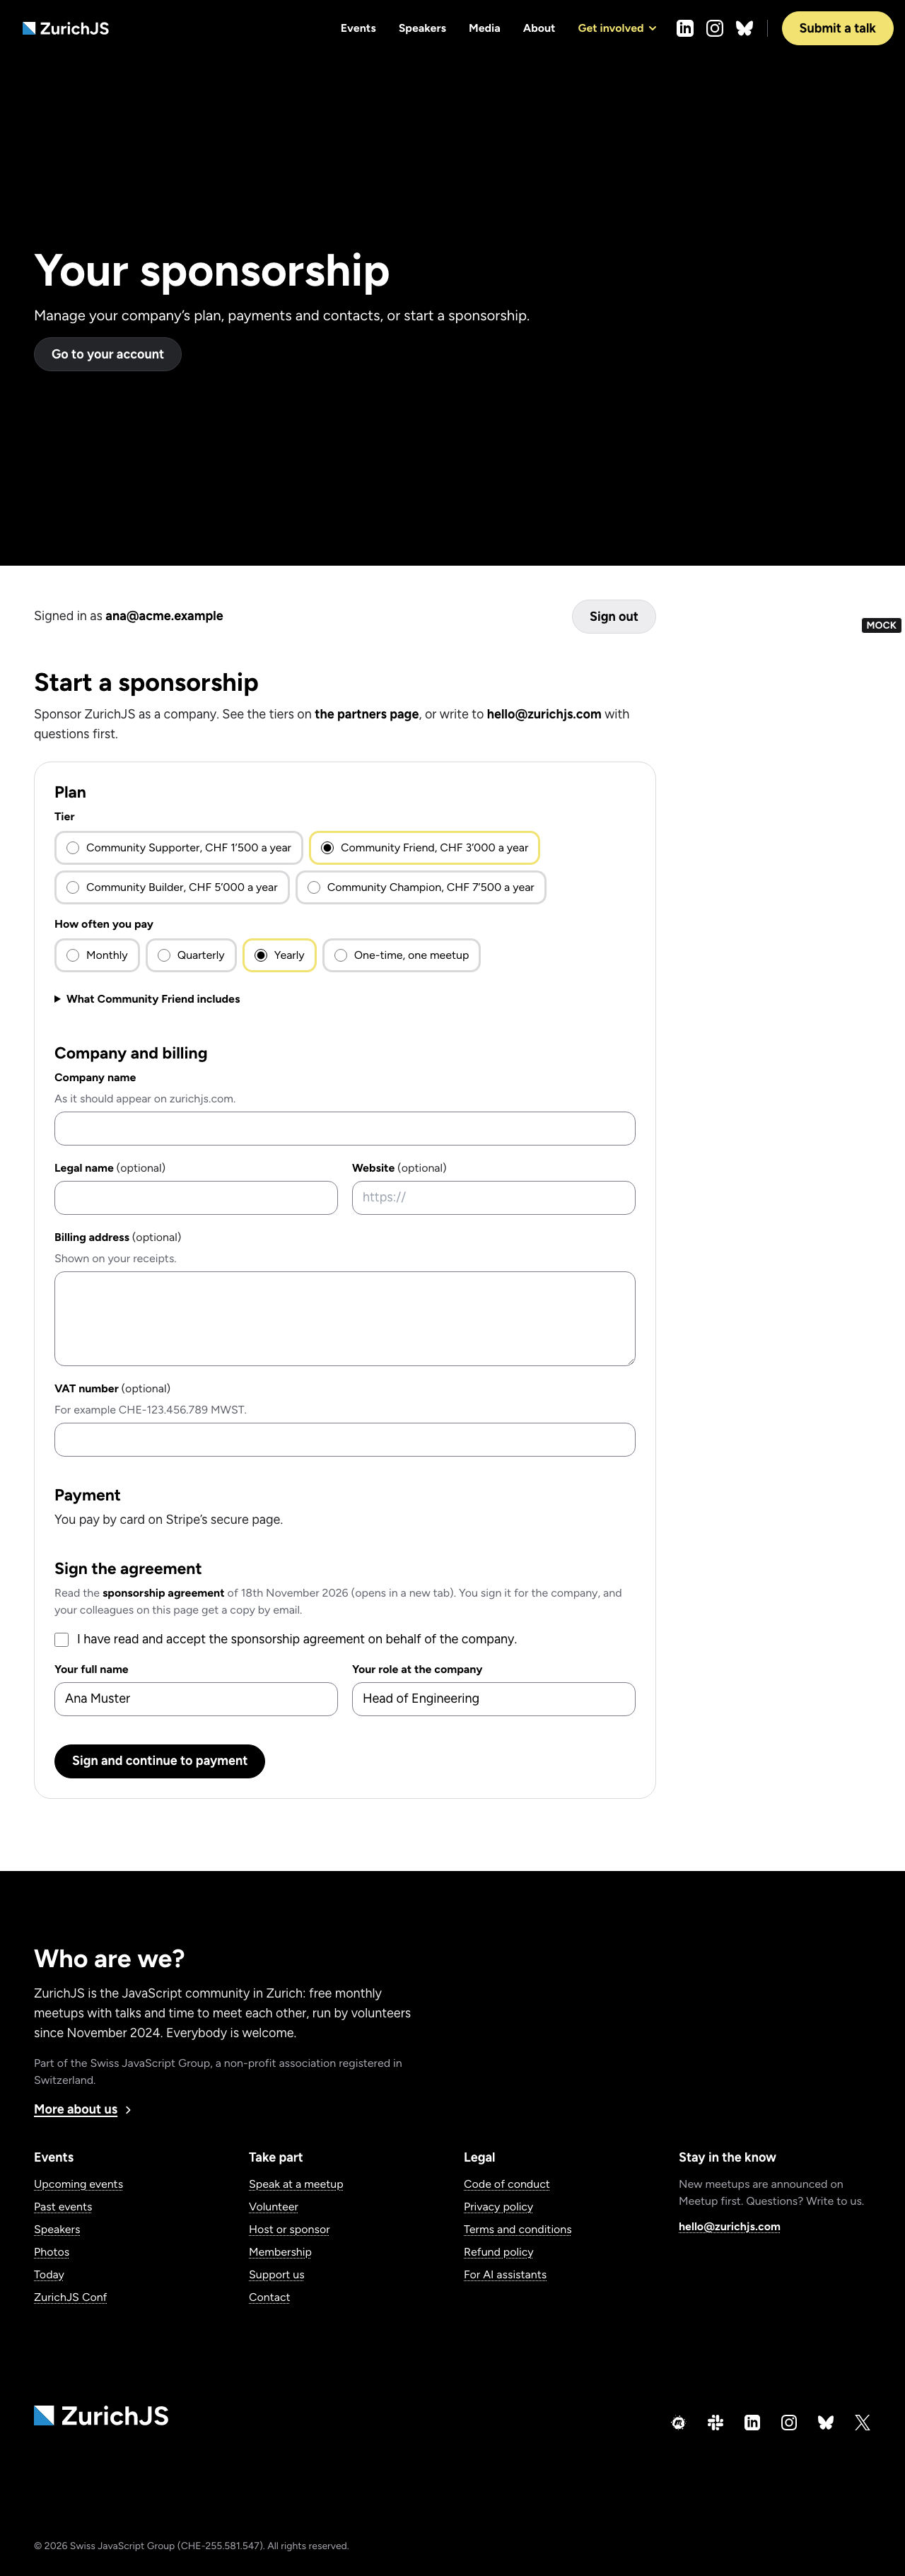 ZurichJS
Events
Speakers
Media
About
Get involved
Submit a talk
Your sponsorship
Manage your company’s plan, payments and contacts, or start a sponsorship.
Go to your account
Signed in as ana@acme.example
Sign out
MOCK
Start a sponsorship
Sponsor ZurichJS as a company. See the tiers on the partners page, or write to hello@zurichjs.com with
questions first.
Plan
Tier
Community Supporter, CHF 1’500 a year
Community Friend, CHF 3’000 a year
Community Builder, CHF 5’000 a year
Community Champion, CHF 7’500 a year
How often you pay
Monthly
Quarterly
Yearly
One-time, one meetup
What Community Friend includes
Company and billing
Company name
As it should appear on zurichjs.com.
Legal name (optional)
Website (optional)
https://
Billing address (optional)
Shown on your receipts.
VAT number (optional)
For example CHE-123.456.789 MWST.
Payment
You pay by card on Stripe’s secure page.
Sign the agreement
Read the sponsorship agreement of 18th November 2026 (opens in a new tab). You sign it for the company, and
your colleagues on this page get a copy by email.
I have read and accept the sponsorship agreement on behalf of the company.
Your full name
Your role at the company
Ana Muster
Head of Engineering
Sign and continue to payment
Who are we?
ZurichJS is the JavaScript community in Zurich: free monthly
meetups with talks and time to meet each other, run by volunteers
since November 2024. Everybody is welcome.
Part of the Swiss JavaScript Group, a non-profit association registered in
Switzerland.
More about us
Events
Upcoming events
Past events
Speakers
Photos
Today
ZurichJS Conf
Take part
Speak at a meetup
Volunteer
Host or sponsor
Membership
Support us
Contact
Legal
Code of conduct
Privacy policy
Terms and conditions
Refund policy
For AI assistants
Stay in the know
New meetups are announced on
Meetup first. Questions? Write to us.
hello@zurichjs.com
ZurichJS
© 2026 Swiss JavaScript Group (CHE-255.581.547). All rights reserved.